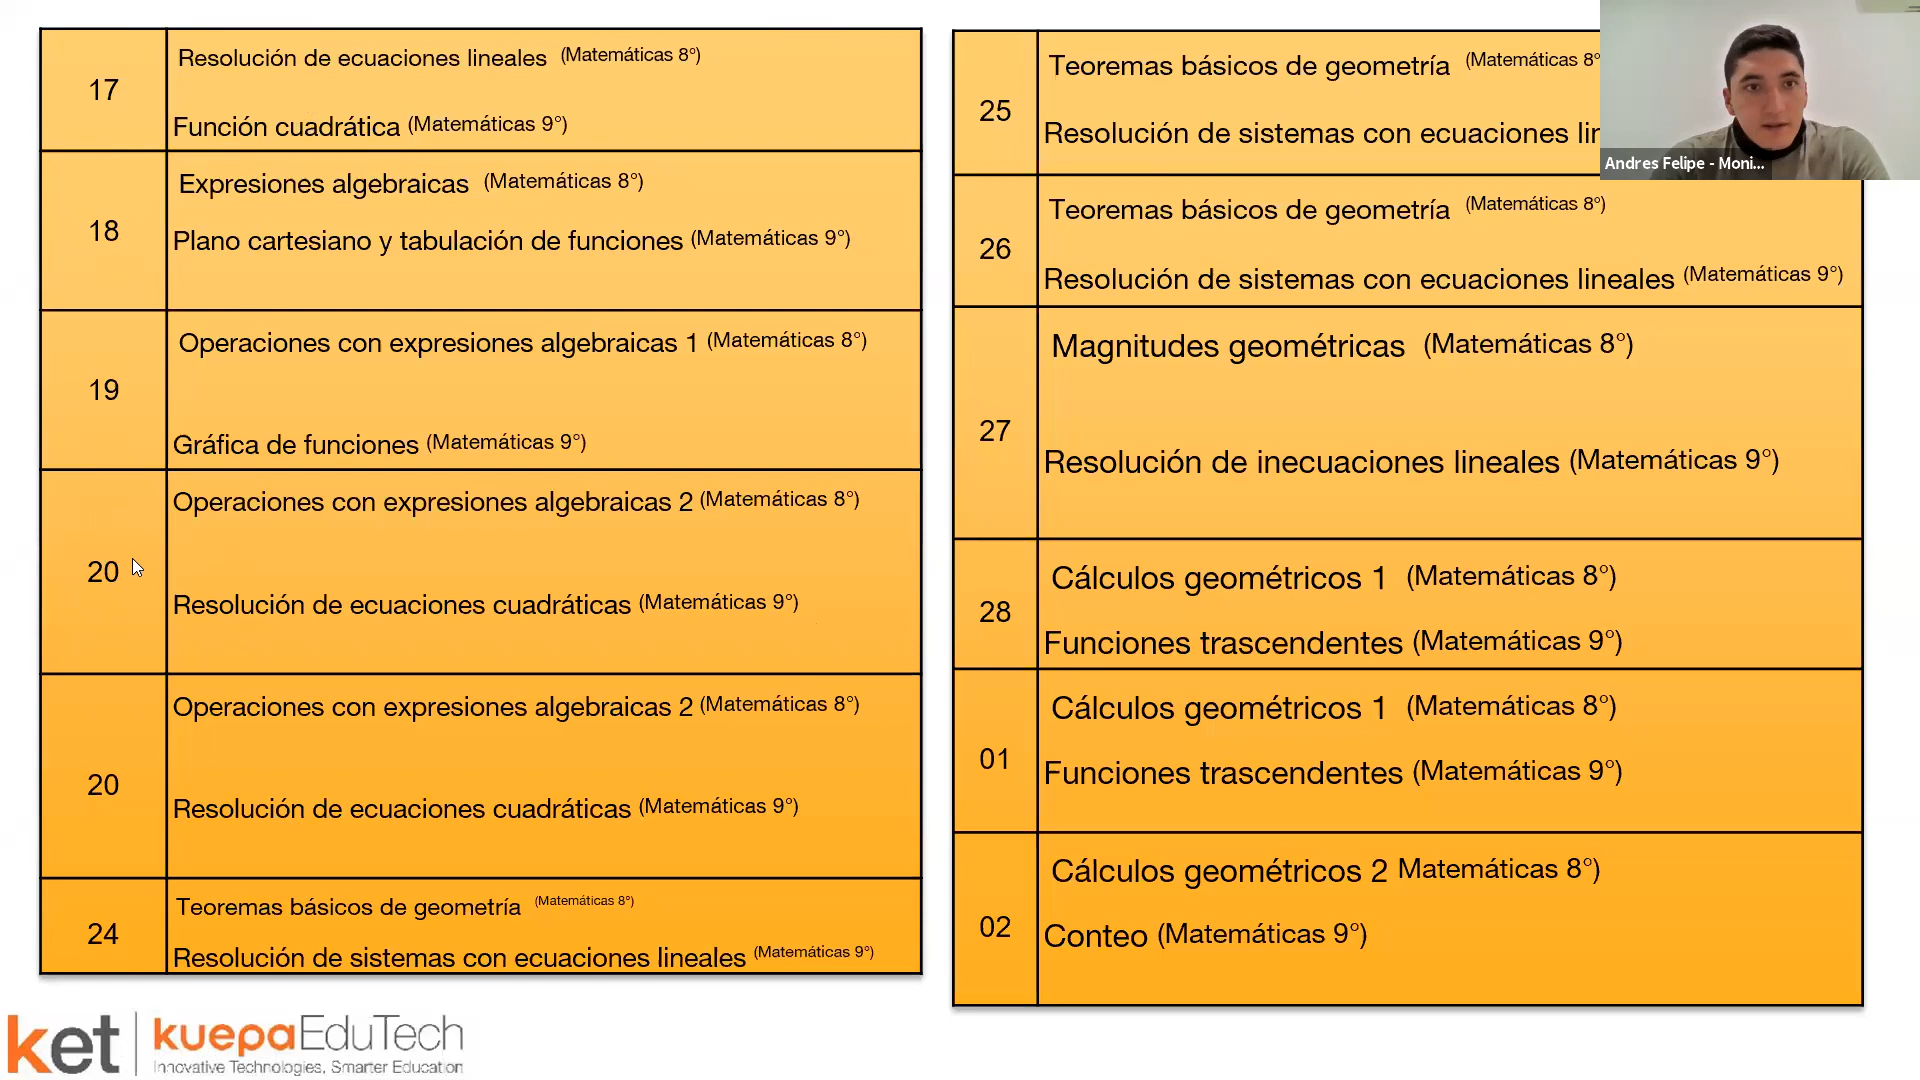 17
Resolución de ecuaciones lineales (Matemáticas 8°)
Función cuadrática (Matemáticas 9°)
18
Expresiones algebraicas (Matemáticas 8°)
Plano cartesiano y tabulación de funciones (Matemáticas 9°)
19
Operaciones con expresiones algebraicas 1 (Matemáticas 8°)
Gráfica de funciones (Matemáticas 9°)
20
Operaciones con expresiones algebraicas 2 (Matemáticas 8°)
Resolución de ecuaciones cuadráticas (Matemáticas 9°)
20
Operaciones con expresiones algebraicas 2 (Matemáticas 8°)
Resolución de ecuaciones cuadráticas (Matemáticas 9°)
24
Teoremas básicos de geometría (Matemáticas 8°)
Resolución de sistemas con ecuaciones lineales (Matemáticas 9°)
25
Teoremas básicos de geometría (Matemáticas 8°
Resolución de sistemas con ecuaciones
26
Teoremas básicos de geometría (Matemáticas 8°)
Resolución de sistemas con ecuaciones lineales (Matemáticas 9°)
27
Magnitudes geométricas (Matemáticas 8°)
Resolución de inecuaciones lineales (Matemáticas 9°)
28
Cálculos geométricos 1 (Matemáticas 8°)
Funciones trascendentes (Matemáticas 9°)
01
Cálculos geométricos 1 (Matemáticas 8°)
Funciones trascendentes (Matemáticas 9°)
02
Cálculos geométricos 2 Matemáticas 8°)
Conteo (Matemáticas 9°)
Andres Felipe - Moni...
ket
kuepaEduTech
Innovative Technologies, Smarter Education